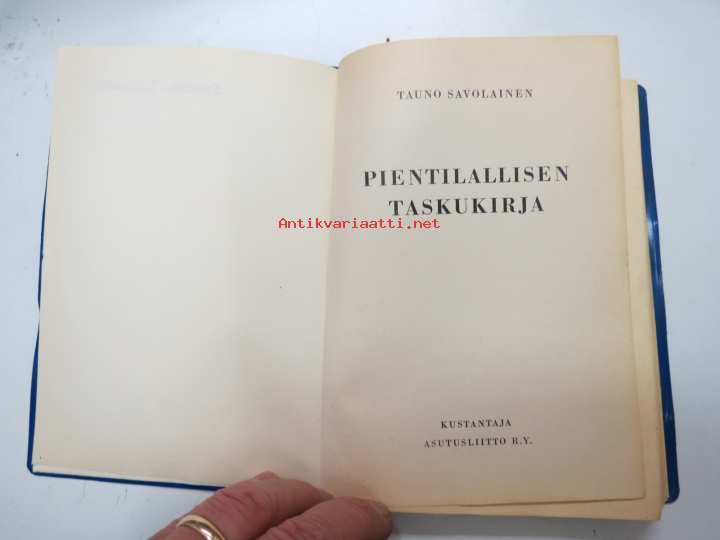 TAUNO SAVOLAINEN
PIENTILALLISEN
TASKUKIRJA
Antikvariaatti.net
KUSTANTAJA
ASUTUSLIITTO R.Y.